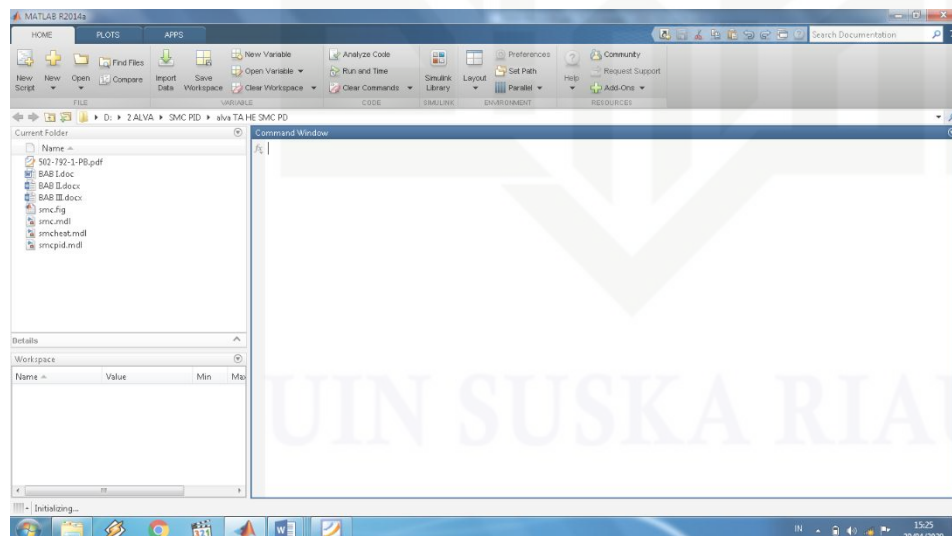 MATLAB R2014a
HOME PLOTS APPS
Search Documentation
New Script
New
Open
Find Files
Compare
Import Data
Save Workspace
New Variable
Open Variable
Clear Workspace
Analyze Code
Run and Time
Clear Commands
Simulink Library
Layout
Preferences
Set Path
Parallel
Help
Community
Request Support
Add-Ons
FILE VARIABLE CODE SIMULINK ENVIRONMENT RESOURCES
D: 2 ALVA SMC PID alva TA HE SMC PD
Current Folder
Name
502-792-1-PB.pdf
BAB I.doc
BAB II.docx
BAB III.docx
smc.fig
smc.mdl
smcheat.mdl
smcpid.mdl
Details
Workspace
Name Value Min Max
Command Window
fx
UIN SUSKA RIAU
Initializing...
IN
15:25
20/04/2020